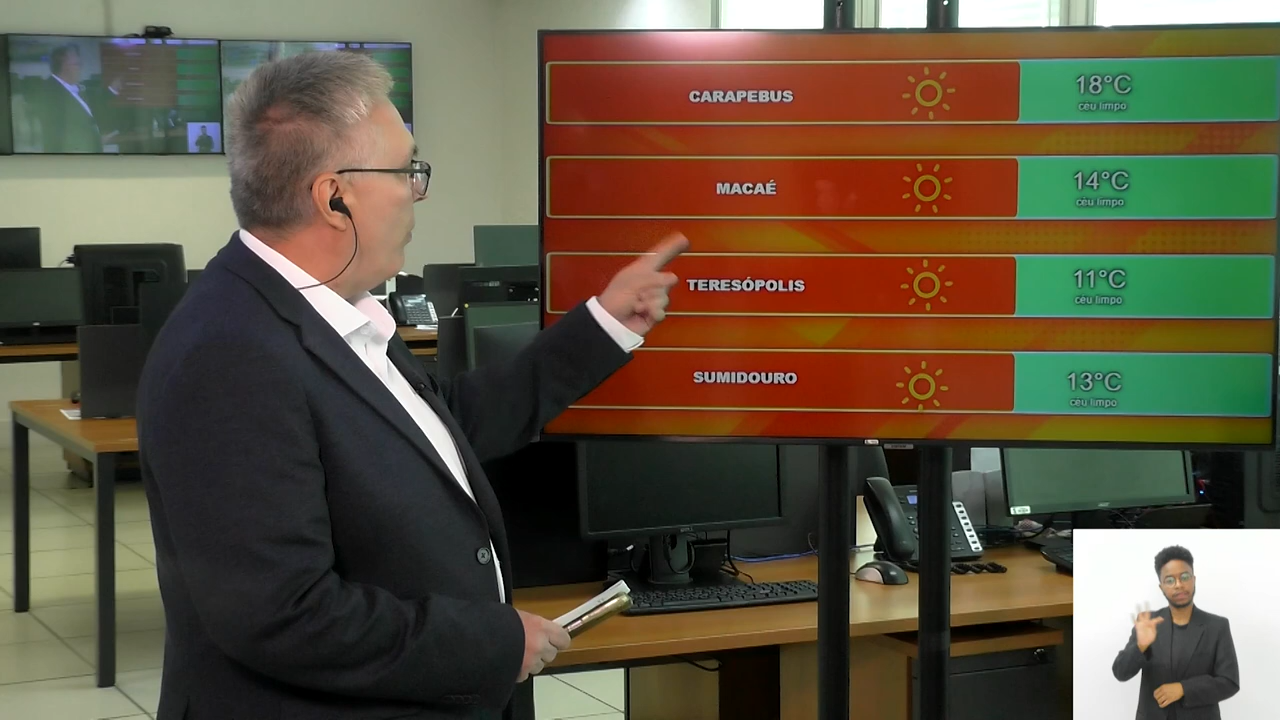 CARAPEBUS
18°C
céu limpo
MACAÉ
14°C
céu limpo
TERESÓPOLIS
11°C
céu limpo
SUMIDOURO
13°C
céu limpo